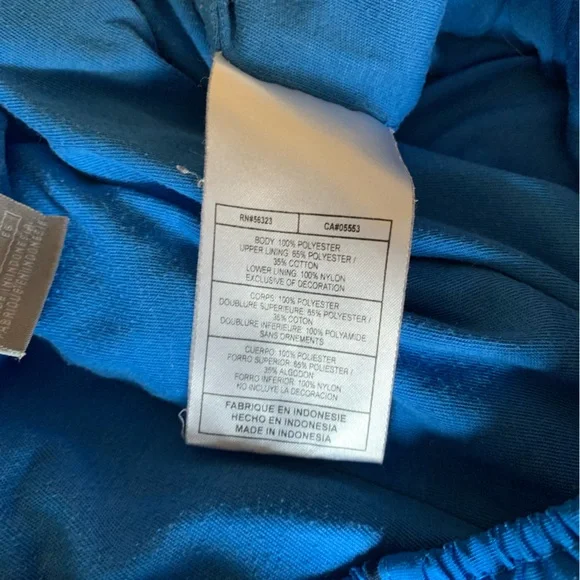 RN#56323 CA#05553
BODY: 100% POLYESTER
UPPER LINING: 65% POLYESTER /
35% COTTON
LOWER LINING: 100% NYLON
EXCLUSIVE OF DECORATION
CORPS: 100% POLYESTER
DOUBLURE SUPERIEURE: 65% POLYESTER /
35% COTON
DOUBLURE INFERIEURE: 100% POLYAMIDE
SANS ORNEMENTS
CUERPO: 100% POLIESTER
FORRO SUPERIOR: 65% POLIESTER /
35% ALGODON
FORRO INFERIOR: 100% NYLON
NO INCLUYE LA DECORACION
FABRIQUE EN INDONESIE
HECHO EN INDONESIA
MADE IN INDONESIA